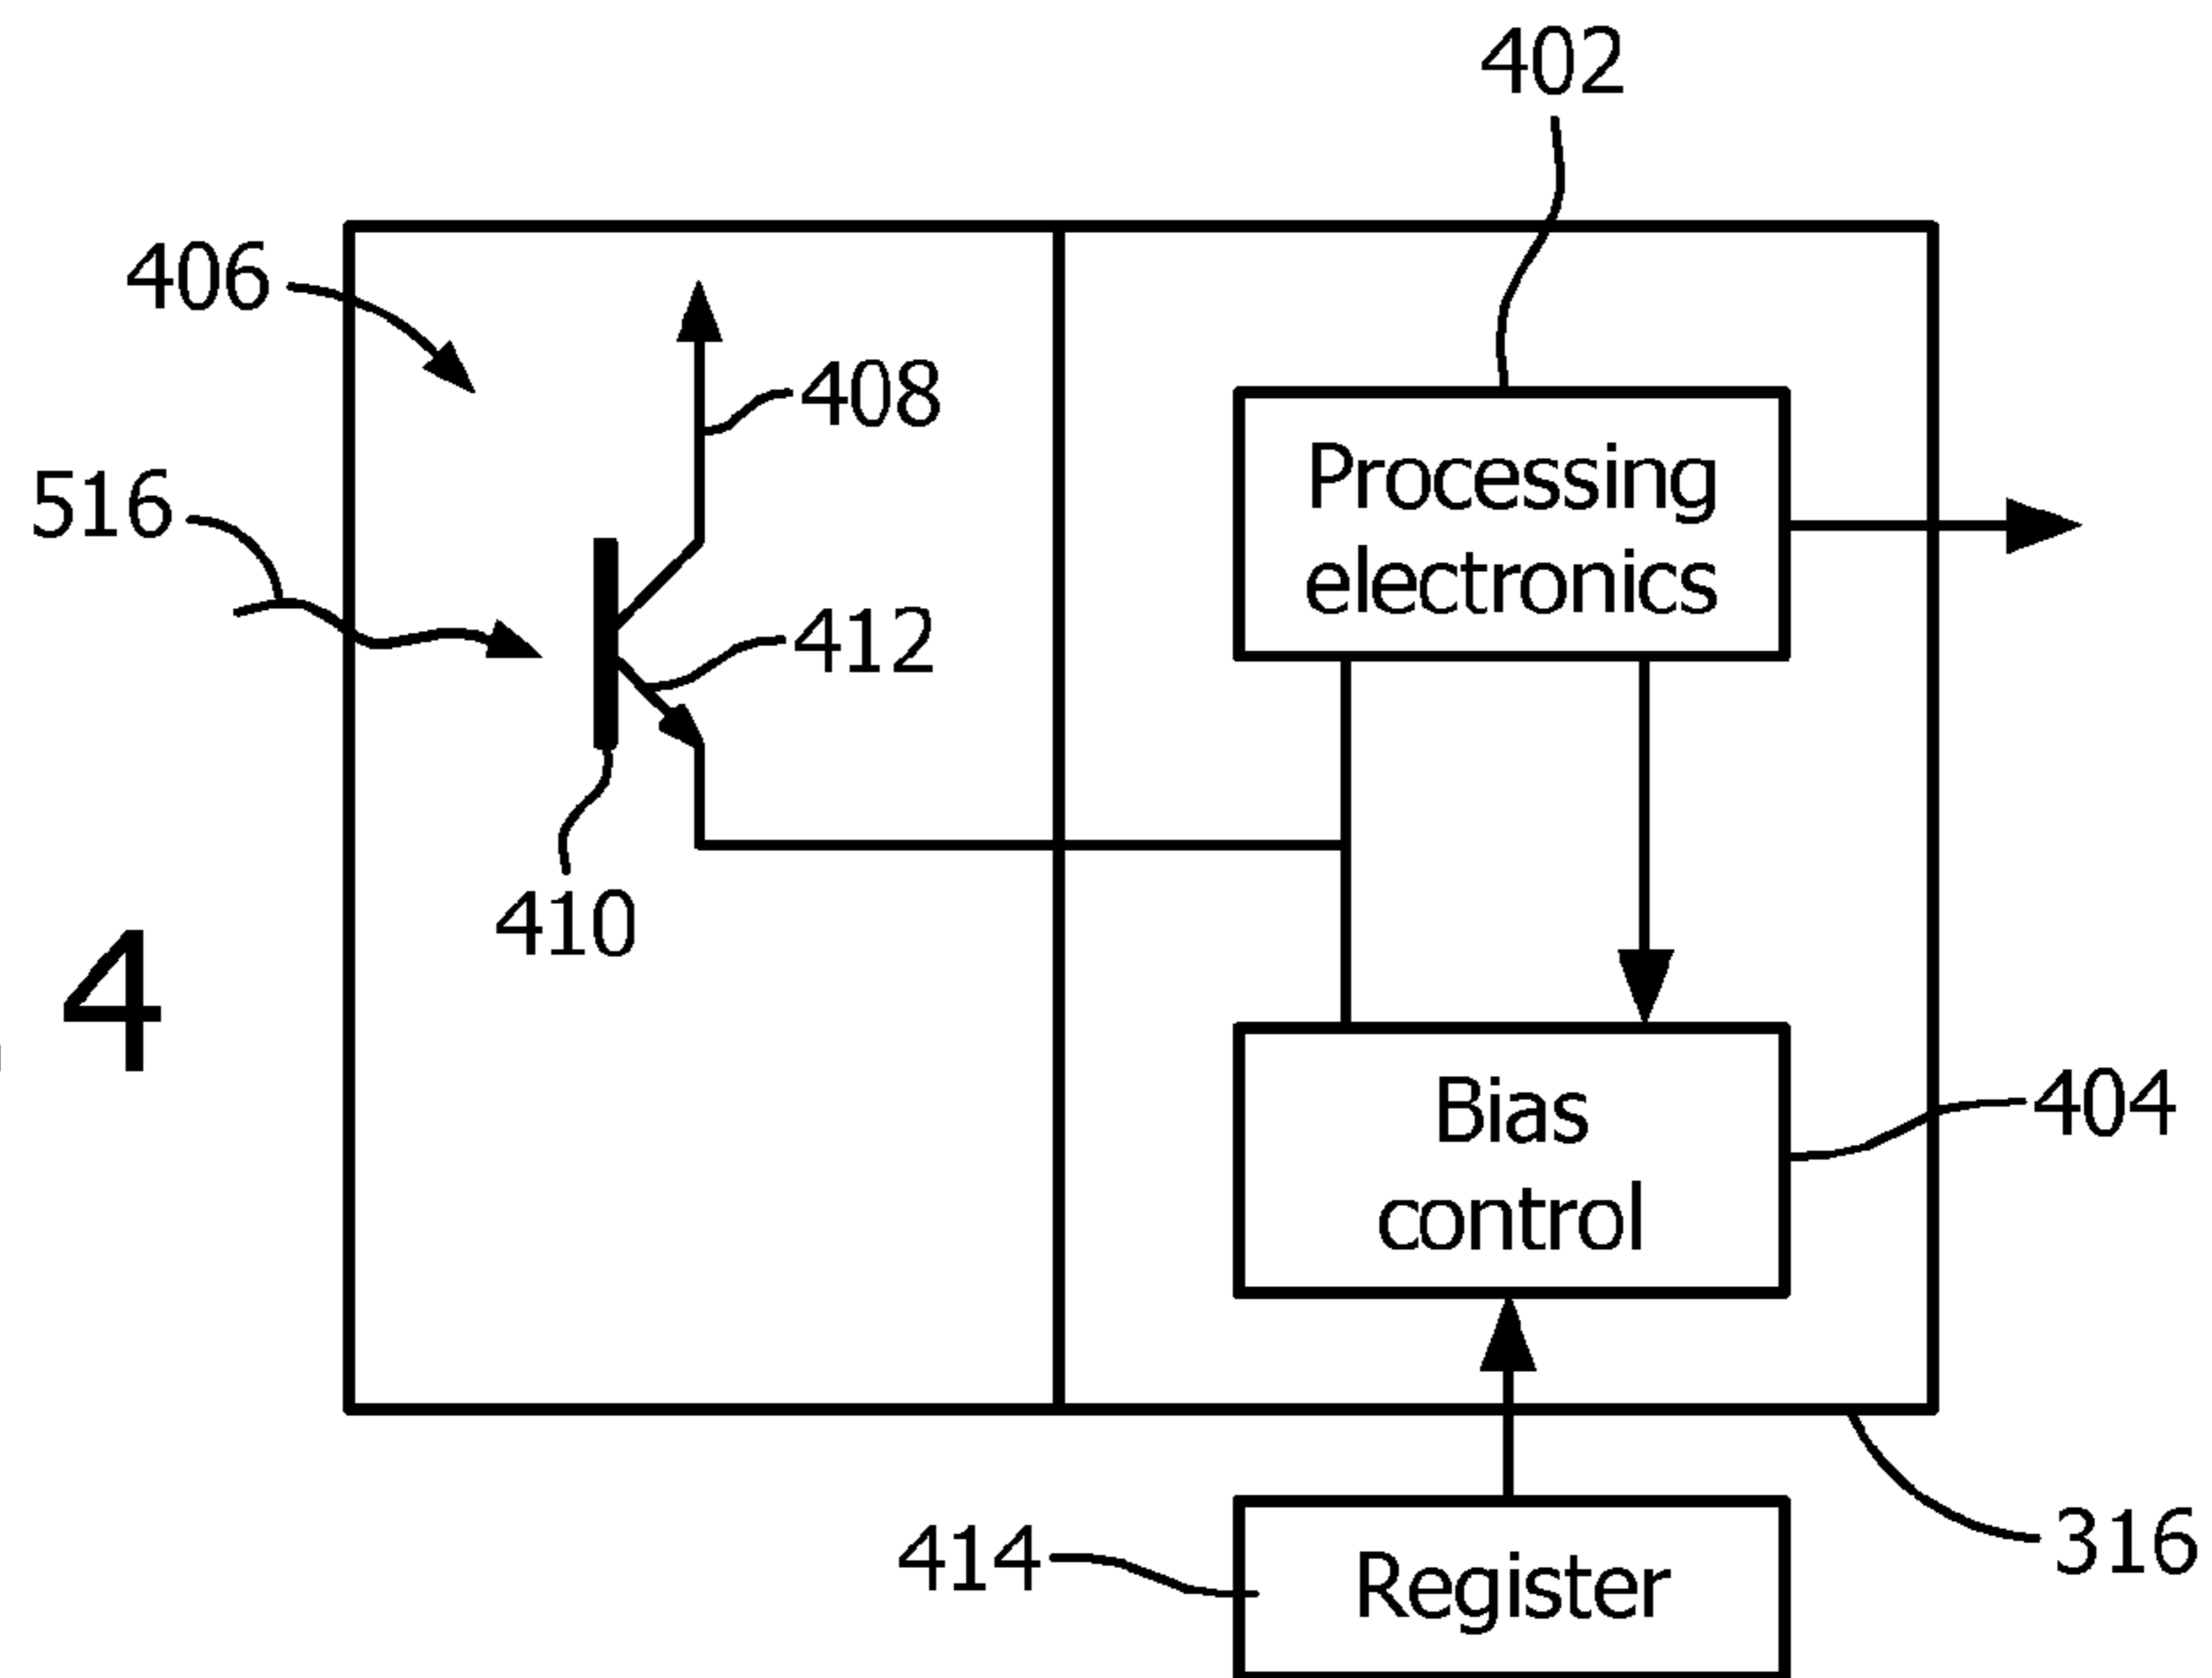 402
406
408
516
Processing
electronics
412
410
4
Bias
404
control
316
414
Register